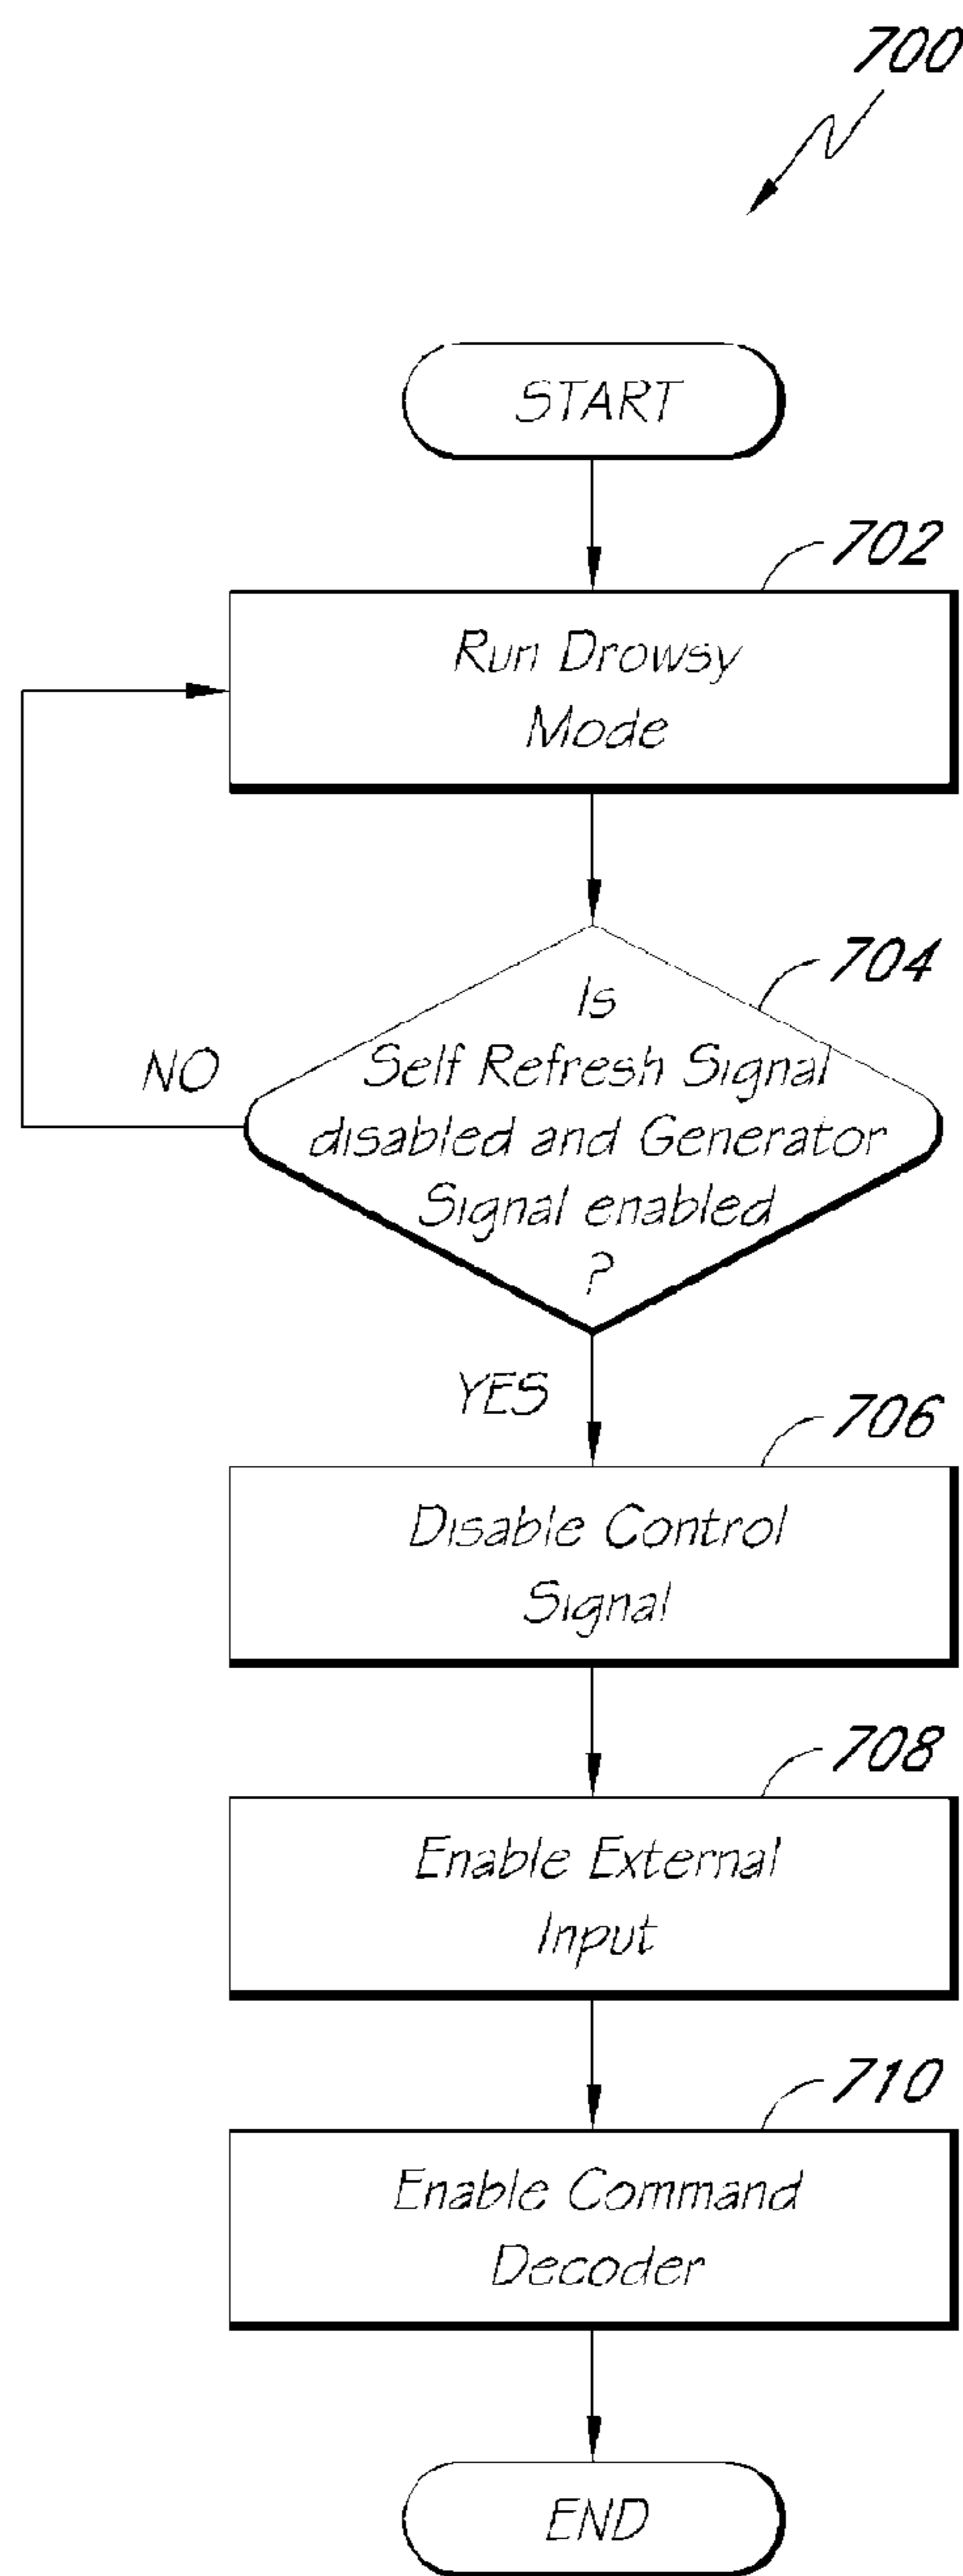 700
START
702
Run Drowsy
Mode
704
Is
Self Refresh Signal
disabled and Generator
Signal enabled
?
NO
YES
706
Disable Control
Signal
708
Enable External
Input
710
Enable Command
Decoder
END